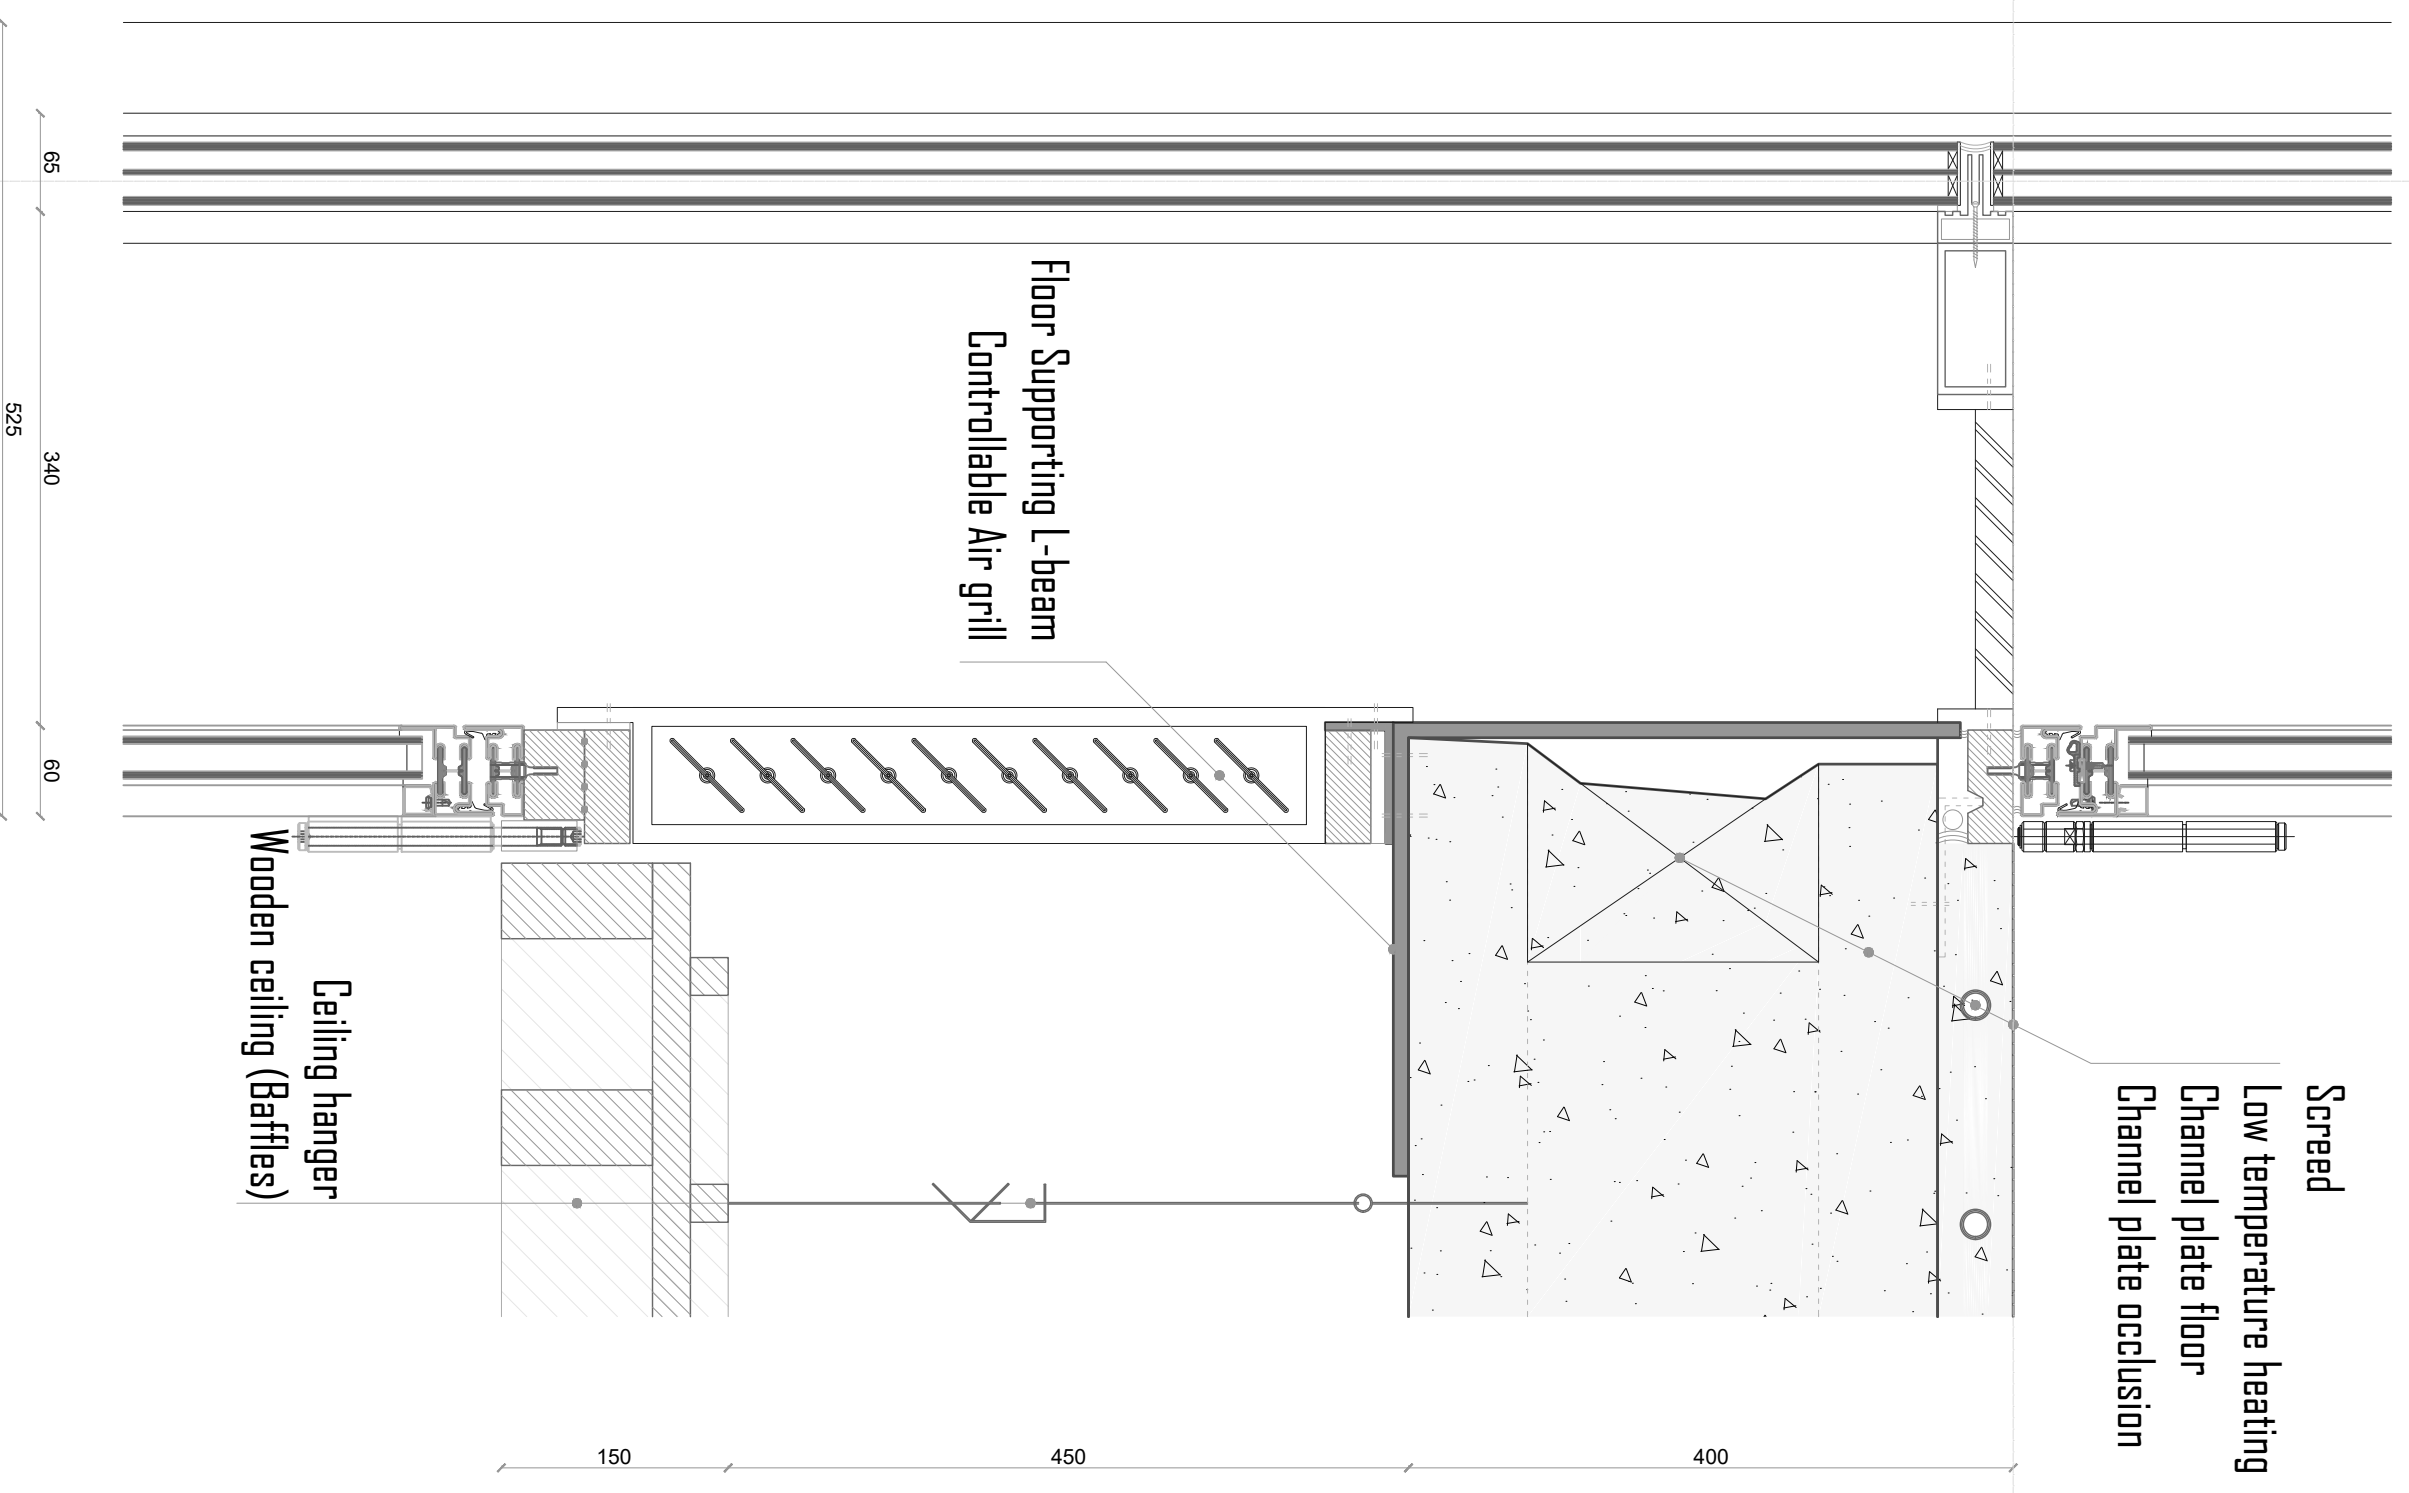 Screed
Low temperature heating
Channel plate floor
Channel plate occlusion
Floor Supporting L-beam
Controllable Air grill
Ceiling hanger
Wooden ceiling (Baffles)
65
340
60
525
150
450
400